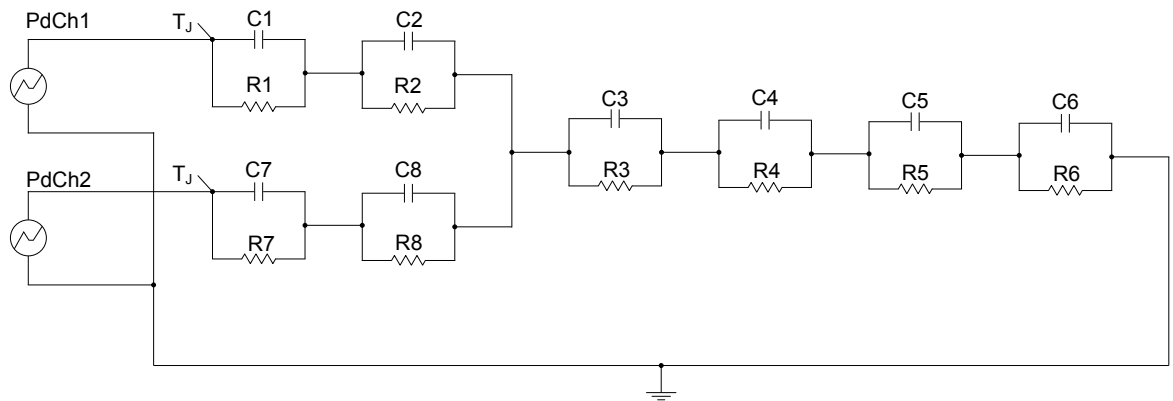 PdCh1
TJ
C1
C2
R1
R2
C3
C4
C5
C6
R3
R4
R5
R6
PdCh2
TJ
C7
C8
R7
R8